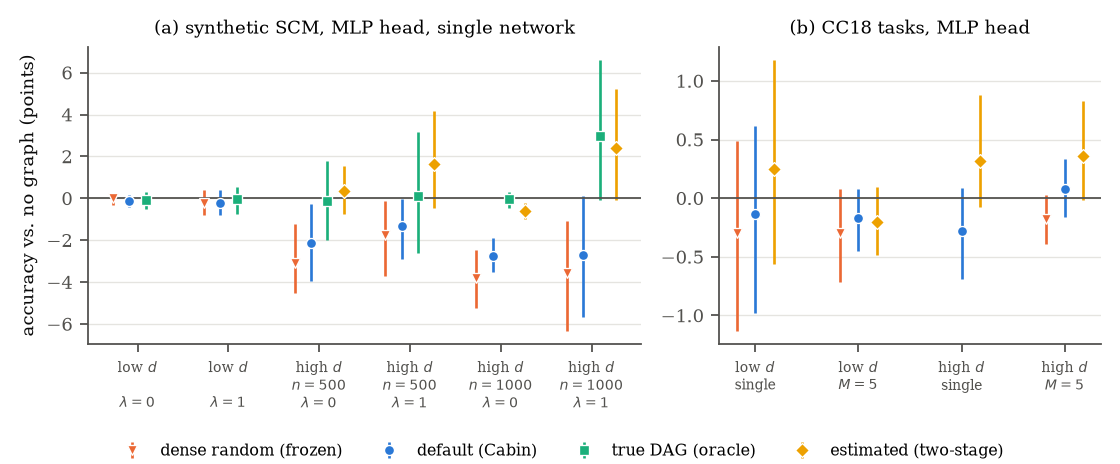 (a) synthetic SCM, MLP head, single network
(b) CC18 tasks, MLP head
accuracy vs. no graph (points)
6
4
2
0
−2
−4
−6
1.0
0.5
0.0
−0.5
−1.0
low d
λ = 0
low d
λ = 1
high d
n = 500
λ = 0
high d
n = 500
λ = 1
high d
n = 1000
λ = 0
high d
n = 1000
λ = 1
low d
single
low d
M = 5
high d
single
high d
M = 5
dense random (frozen)
default (Cabin)
true DAG (oracle)
estimated (two-stage)